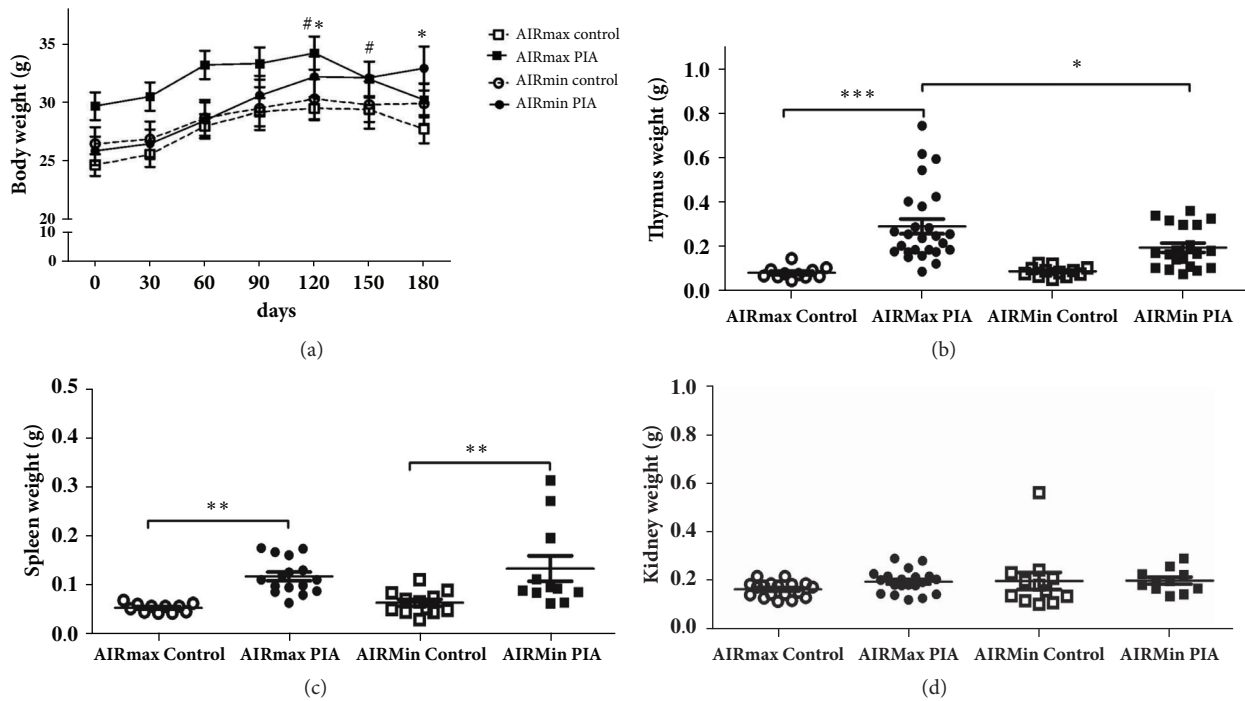 # * # *
35
30
25
20
10
0
Body weight (g)
0 30 60 90 120 150 180
days
AIRmax control
AIRmax PIA
AIRmin control
AIRmin PIA
(a)
1.0
0.8
0.6
0.4
0.2
0.0
Thymus weight (g)
***
*
AIRmax Control AIRMax PIA AIRMin Control AIRMin PIA
(b)
0.5
0.4
0.3
0.2
0.1
0.0
Spleen weight (g)
**
**
AIRmax Control AIRmax PIA AIRMin Control AIRMin PIA
(c)
1.0
0.8
0.6
0.4
0.2
0.0
Kidney weight (g)
AIRmax Control AIRMax PIA AIRMin Control AIRMin PIA
(d)